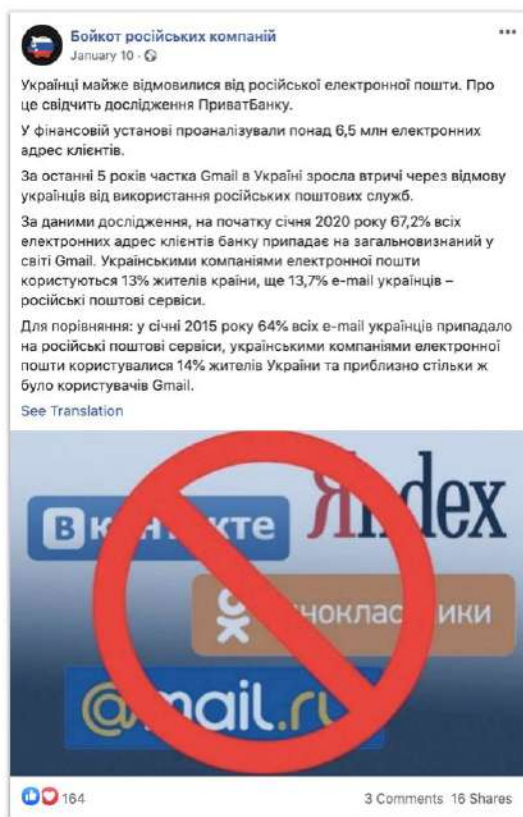 Бойкот російських компаній
January 10 ·
Українці майже відмовилися від російської електронної пошти. Про
це свідчить дослідження ПриватБанку.
У фінансовій установі проаналізували понад 6,5 млн електронних
адрес клієнтів.
За останні 5 років частка Gmail в Україні зросла втричі через відмову
українців від використання російських поштових служб.
За даними дослідження, на початку січня 2020 року 67,2% всіх
електронних адрес клієнтів банку припадає на загальновизнаний у
світі Gmail. Українськими компаніями електронної пошти
користуються 13% жителів країни, ще 13,7% e-mail українців –
російські поштові сервіси.
Для порівняння: у січні 2015 року 64% всіх e-mail українців припадало
на російські поштові сервіси, українськими компаніями електронної
пошти користувалися 14% жителів України та приблизно стільки ж
було користувачів Gmail.
See Translation
Яndex
Вконтакте
одноклассники
@mail.ru
164
3 Comments 16 Shares